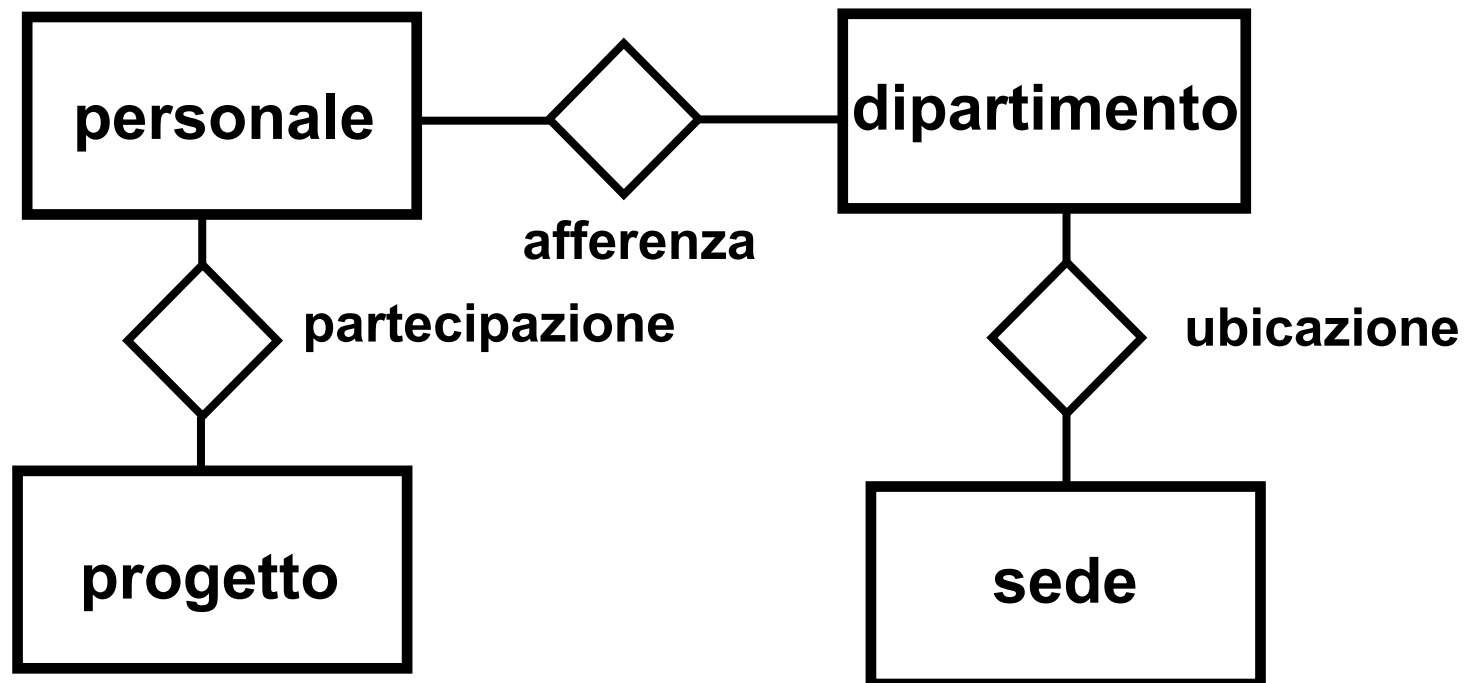 personale
dipartimento
afferenza
partecipazione
ubicazione
progetto
sede